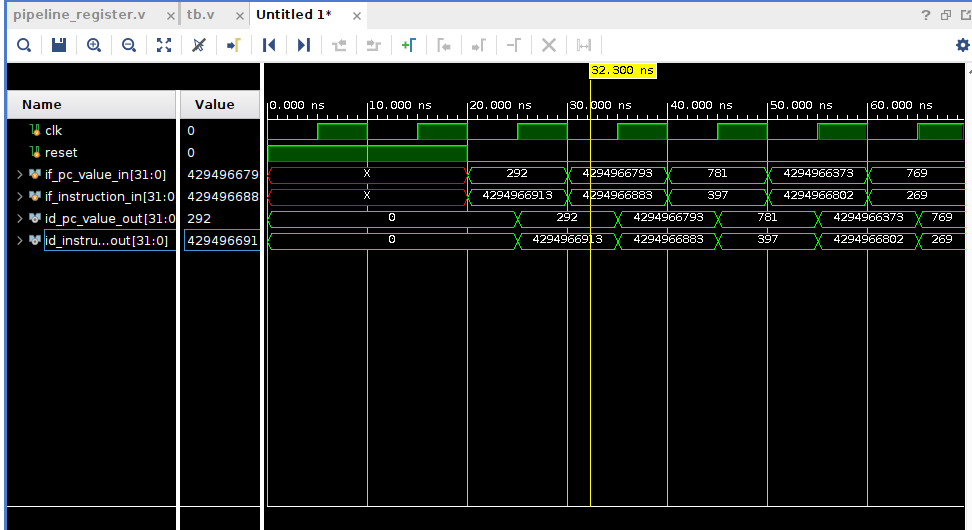 pipeline_register.v × tb.v × Untitled 1* ×
?
32.300 ns
Name Value
0.000 ns 10.000 ns 20.000 ns 30.000 ns 40.000 ns 50.000 ns 60.000 ns
clk 0
reset 0
if_pc_value_in[31:0] 429496679 X 292 4294966793 781 4294966373 769
if_instruction_in[31:0] 429496688 X 4294966913 4294966883 397 4294966802 269
id_pc_value_out[31:0 292 0 292 4294966793 781 4294966373 769
id_instru...out[31:0] 429496691 0 4294966913 4294966883 397 4294966802 269